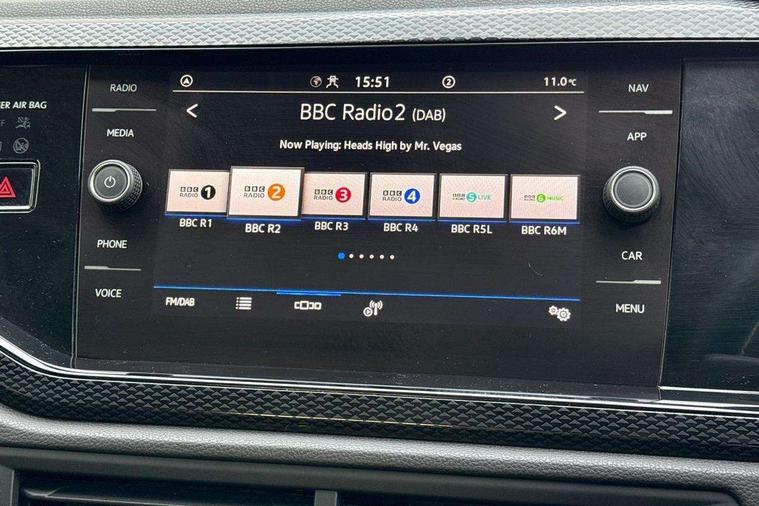 RADIO
MEDIA
PHONE
VOICE
NAV
APP
CAR
MENU
ER AIR BAG
15:51
2
11.0°C
< BBC Radio2 (DAB) >
Now Playing: Heads High by Mr. Vegas
BBC RADIO 1
BBC RADIO 2
BBC RADIO 3
BBC RADIO 4
BBC RADIO 5 LIVE
BBC RADIO 6 MUSIC
BBC R1
BBC R2
BBC R3
BBC R4
BBC R5L
BBC R6M
FM/DAB